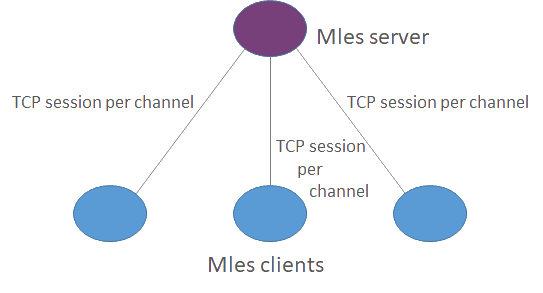 Mles server
TCP session per channel
TCP session per channel
TCP session
per
channel
Mles clients